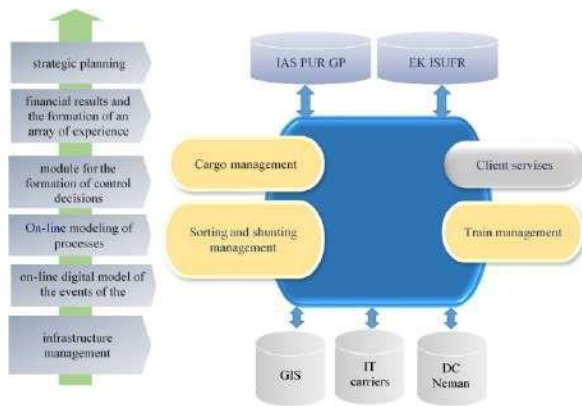 strategic planning
financial results and
the formation of an
array of experience
module for the
formation of control
decisions
On-line modeling of
processes
on-line digital model of
the events of the
infrastructure
management
IAS PUR GP
EK ISUFR
Cargo management
Client servises
Sorting and shunting
management
Train management
GIS
IT
carriers
DC
Neman